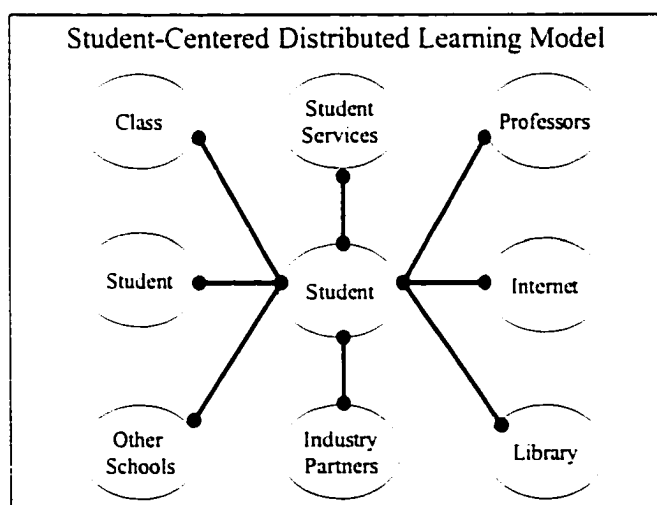 Student-Centered Distributed Learning Model
Class
Student
Services
Professors
Student
Student
Internet
Other
Schools
Industry
Partners
Library